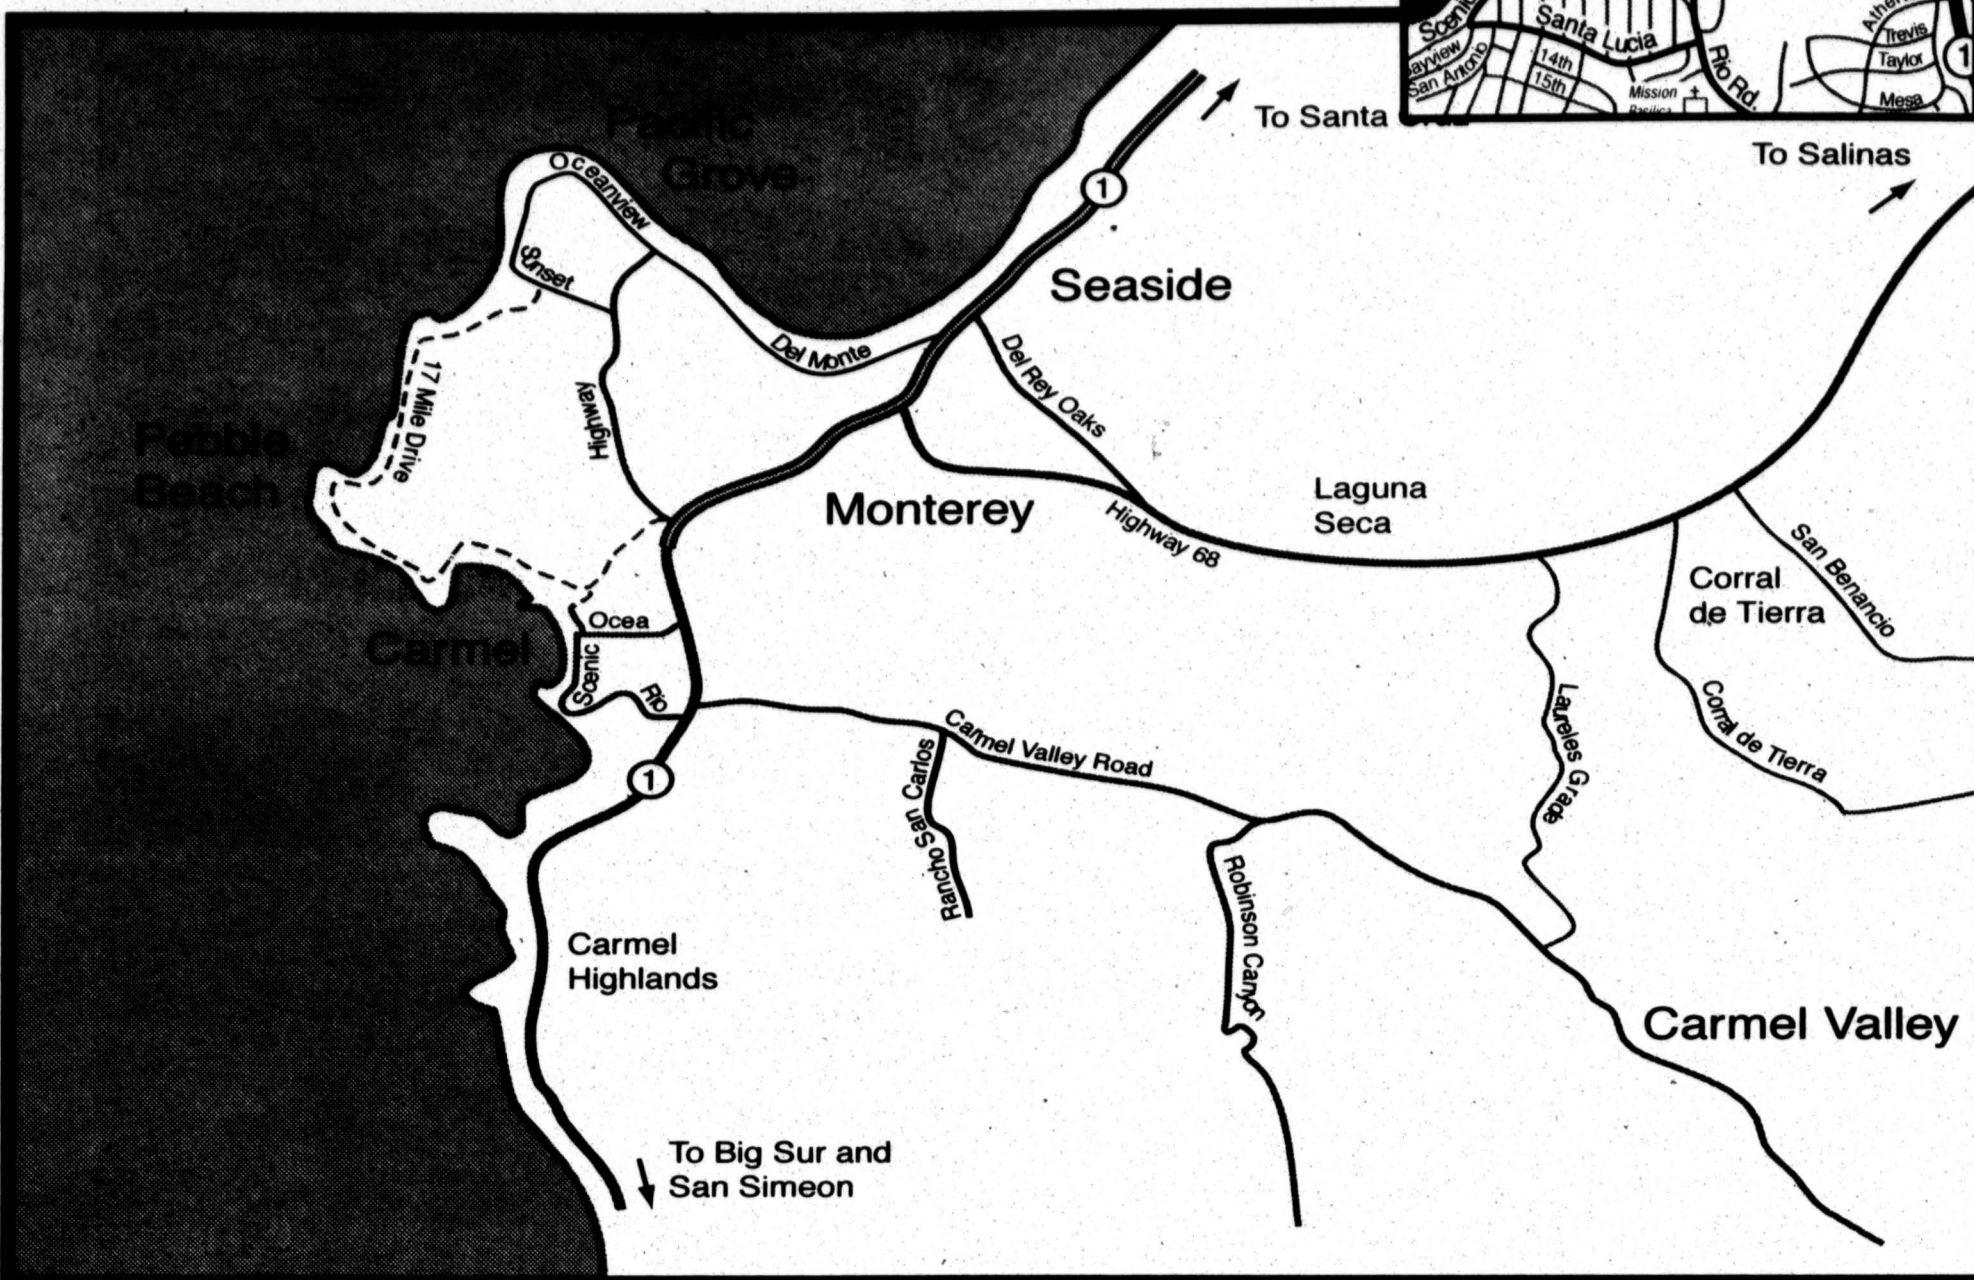 Scenic
Santa Lucia
14th
15th
San Antonio
Mission
Rio Rd.
Trevis
Taylor
Mesa
1
To Santa
To Salinas
Pacific
Grove
Oceanview
1
Sunset
Seaside
Del Monte
Del Rey Oaks
17 Mile Drive
Highway
Pebble
Beach
Monterey
Highway 68
Laguna
Seca
San Benancio
Corral
de Tierra
Ocea
Carmel
Scenic
Rio
Carmel Valley Road
Laureles Grade
Corral de Tierra
Rancho San Carlos
1
Robinson Canyon
Carmel
Highlands
Carmel Valley
To Big Sur and
San Simeon